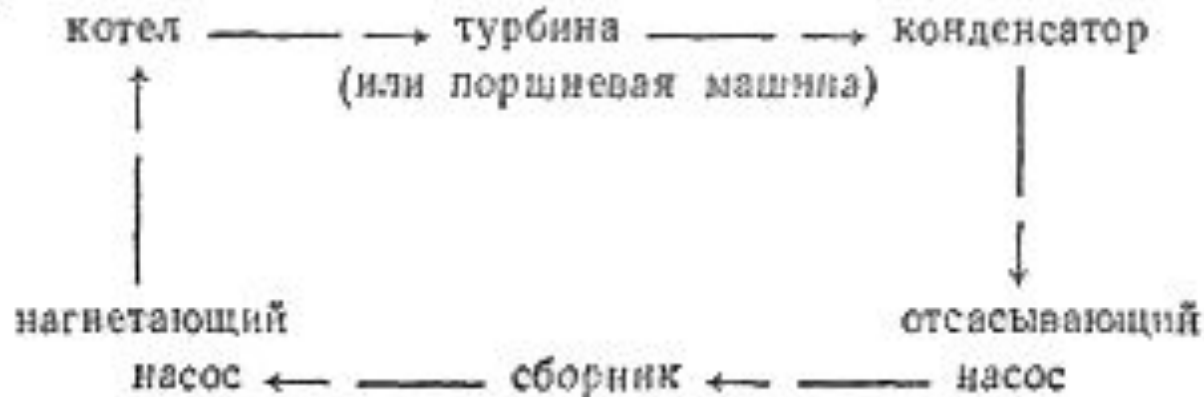 котел турбина конденсатор
(или поршневая машина)
нагнетающий отсасывающий
насос сборник насос